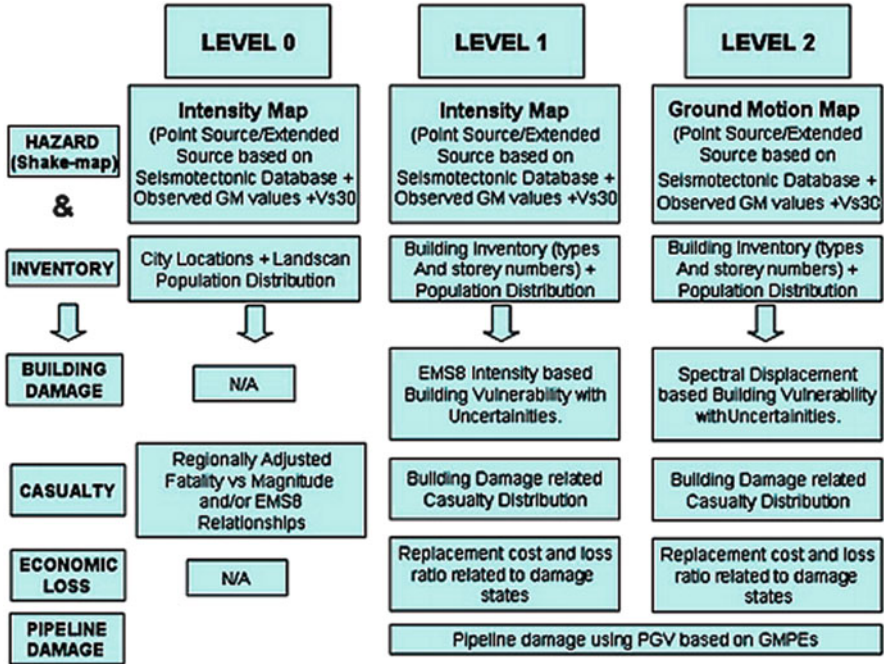 LEVEL 0
LEVEL 1
LEVEL 2
HAZARD
(Shake-map)
&
Intensity Map
(Point Source/Extended
Source based on
Seismotectonic Database +
Observed GM values +Vs30
Intensity Map
(Point Source/Extended
Source based on
Seismotectonic Database +
Observed GM values +Vs30
Ground Motion Map
(Point Source/Extended
Source based on
Seismotectonic Database +
Observed GM values +Vs30
INVENTORY
City Locations + Landscan
Population Distribution
Building Inventory (types
And storey numbers) +
Population Distribution
Building Inventory (types
And storey numbers) +
Population Distribution
BUILDING
DAMAGE
N/A
EMS8 Intensity based
Building Vulnerability with
Uncertainities.
Spectral Displacement
based Building Vulnerability
withUncertainities.
CASUALTY
Regionally Adjusted
Fatality vs Magnitude
and/or EMS8
Relationships
Building Damage related
Casualty Distribution
Building Damage related
Casualty Distribution
ECONOMIC
LOSS
N/A
Replacement cost and loss
ratio related to damage
states
Replacement cost and loss
ratio related to damage
states
PIPELINE
DAMAGE
Pipeline damage using PGV based on GMPEs